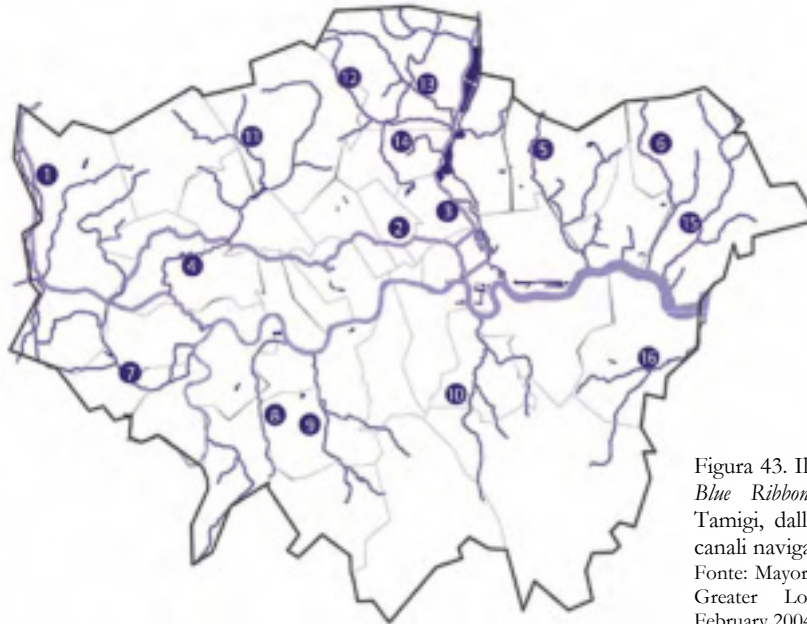 12
13
11
14
5
6
1
3
2
15
4
16
7
10
8
9
Figura 43. Il
Blue Ribbon
Tamigi, dall
canali naviga
Fonte: Mayor
Greater Lo
February 2004